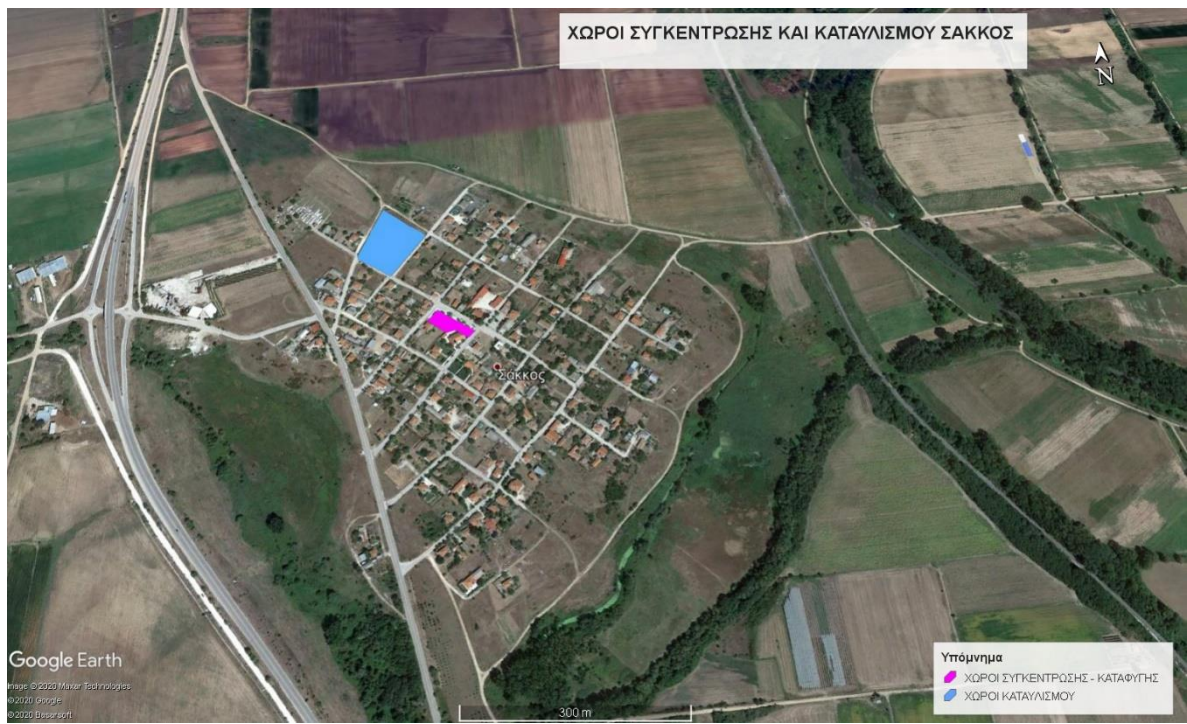 ΧΩΡΟΙ ΣΥΓΚΕΝΤΡΩΣΗΣ ΚΑΙ ΚΑΤΑΥΛΙΣΜΟΥ ΣΑΚΚΟΣ
N
Σάκκος
Υπόμνημα
ΧΩΡΟΙ ΣΥΓΚΕΝΤΡΩΣΗΣ - ΚΑΤΑΦΥΓΗΣ
ΧΩΡΟΙ ΚΑΤΑΥΛΙΣΜΟΥ
Google Earth
Image © 2020 Maxar Technologies
© 2020 Google
© 2020 Basarsoft
300 m